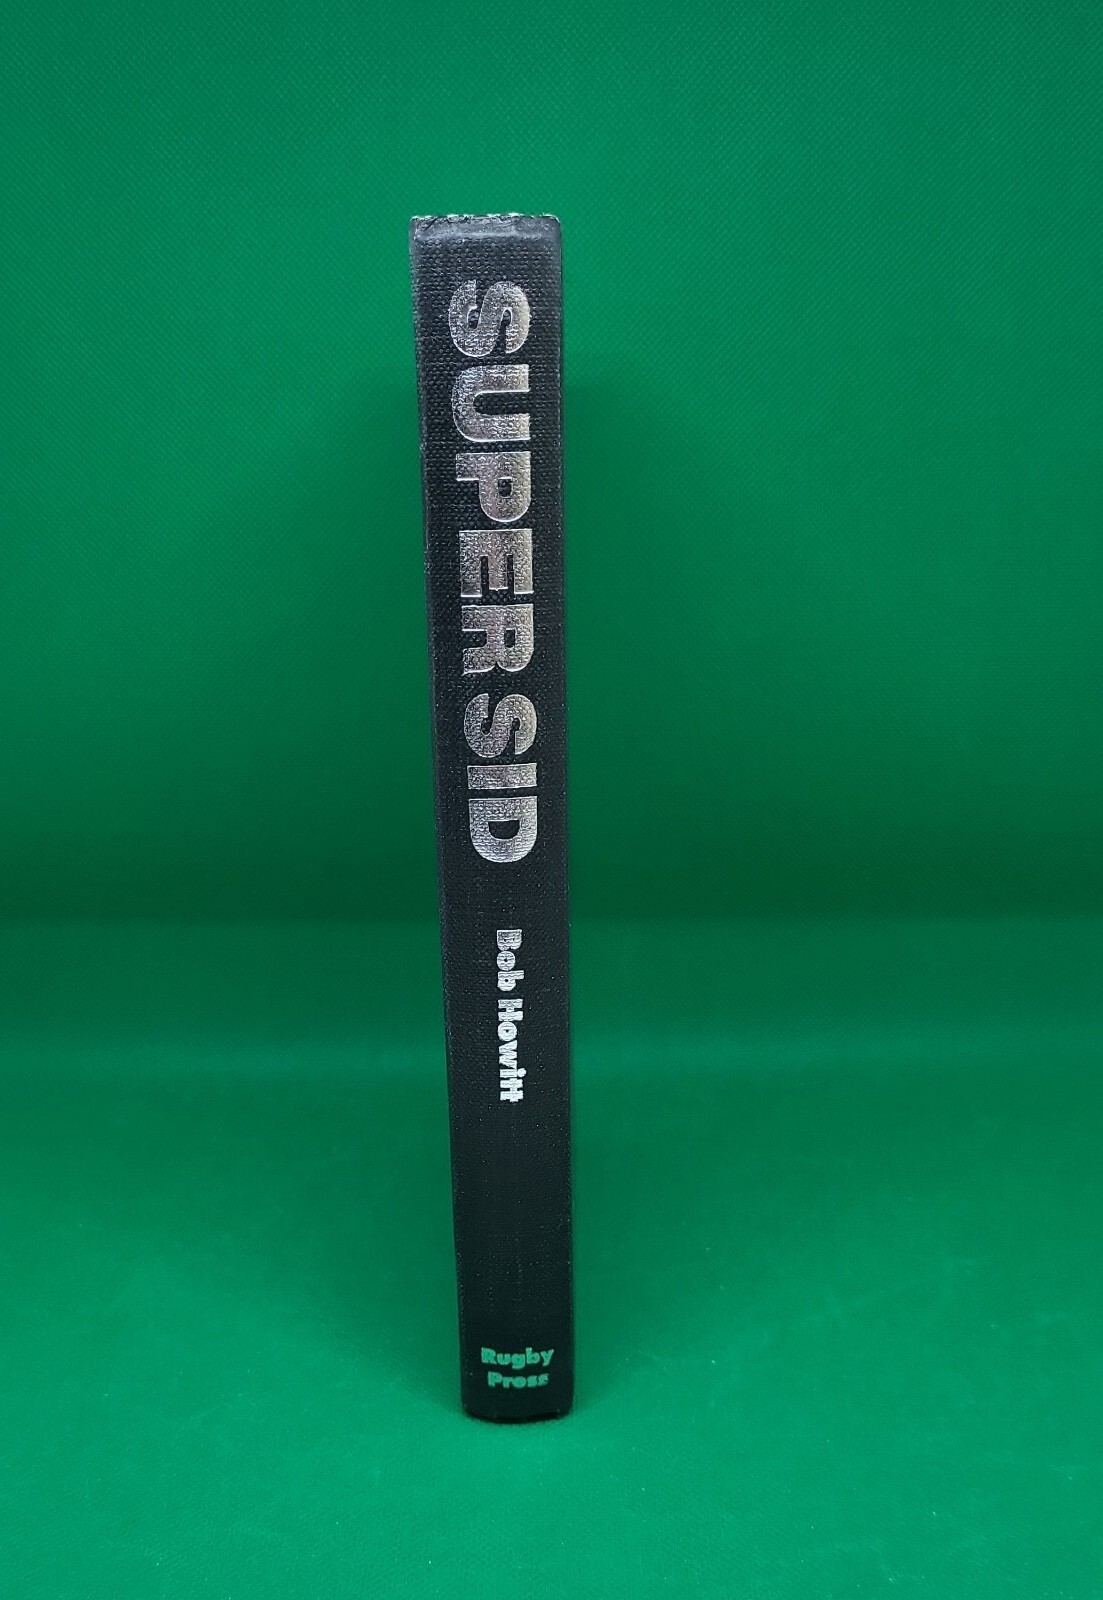 SUPER SID
Bob Howitt
Rugby
Press